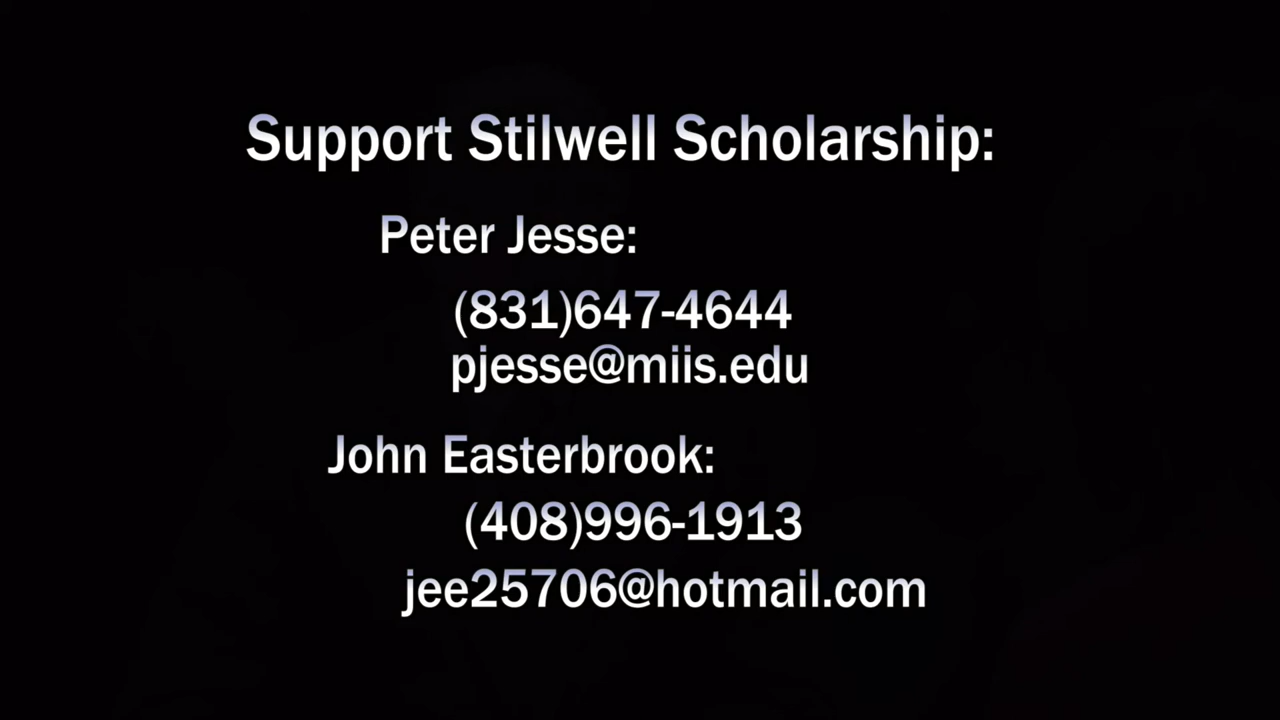 Support Stilwell Scholarship:
Peter Jesse:
(831)647-4644
pjesse@miis.edu
John Easterbrook:
(408)996-1913
jee25706@hotmail.com